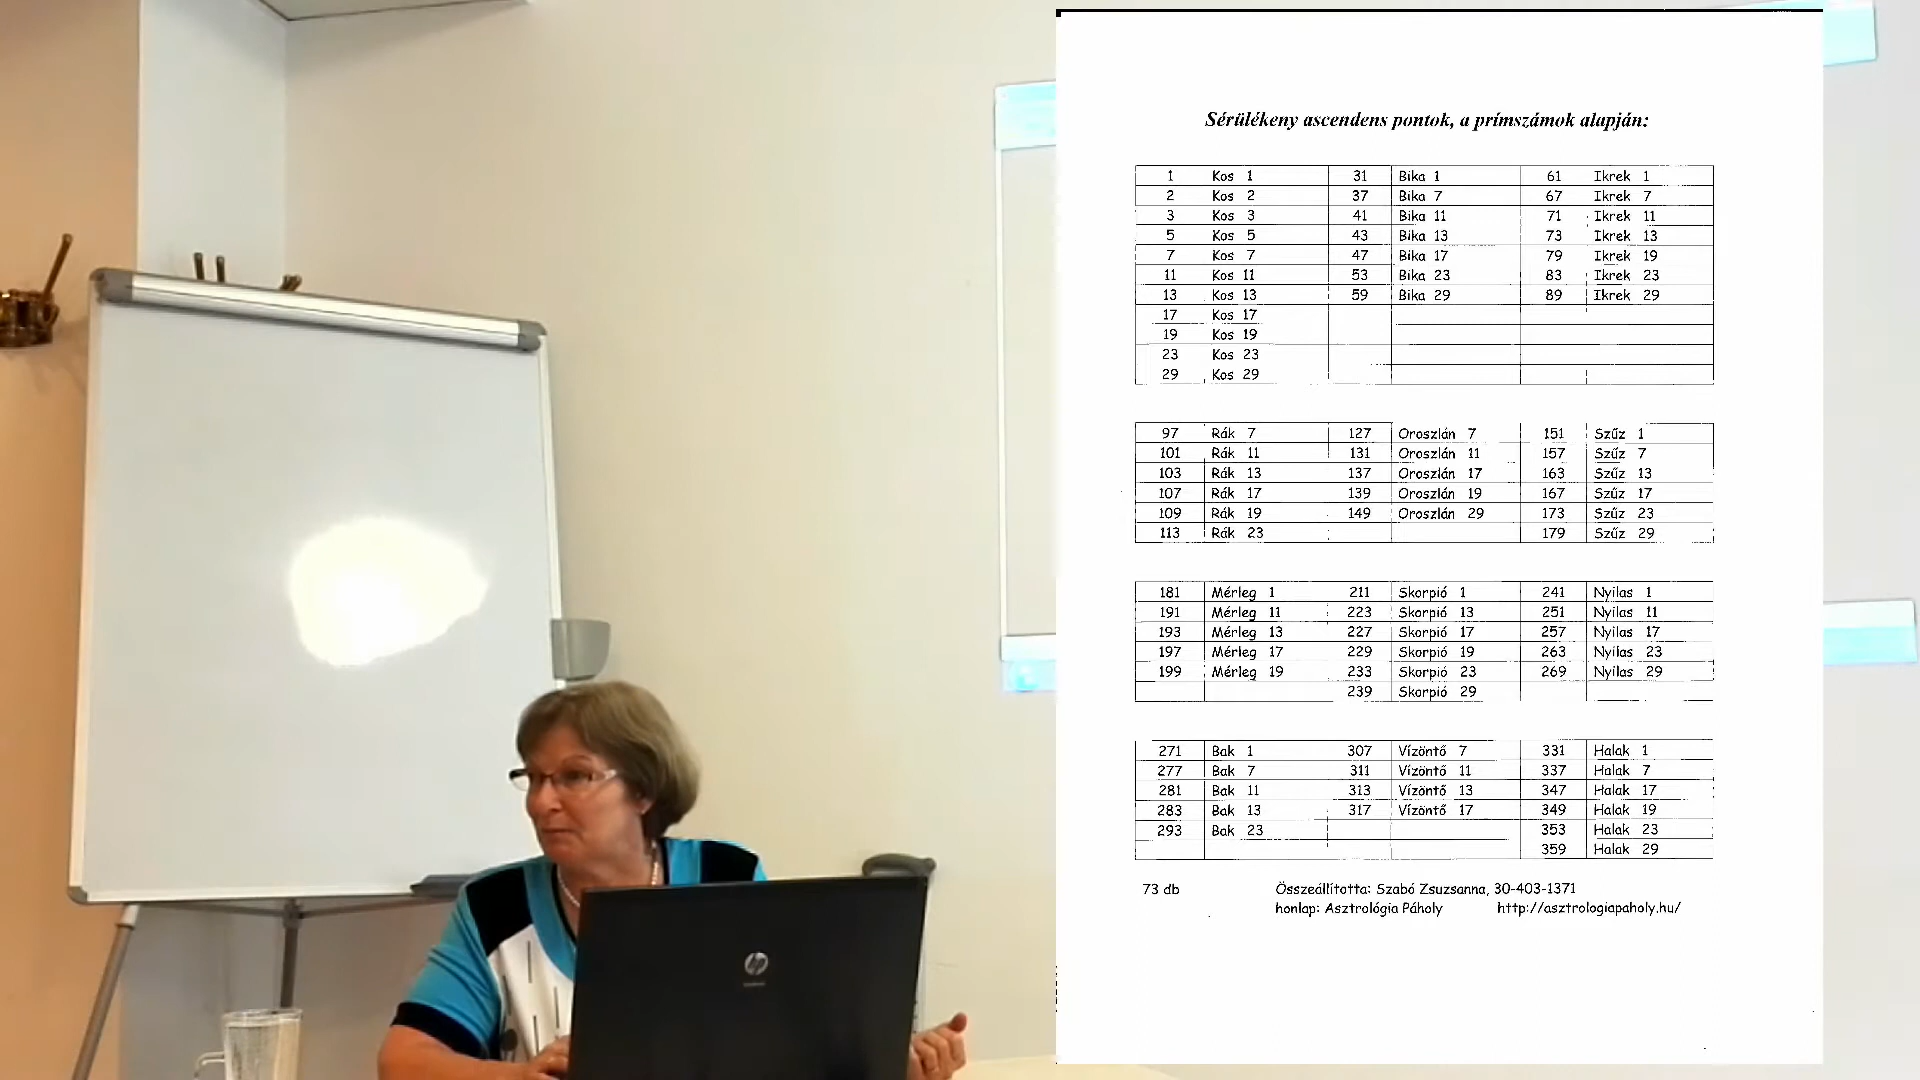 Sérülékeny ascendens pontok, a prímszámok alapján:
1 Kos 1 31 Bika 1 61 Ikrek 1
2 Kos 2 37 Bika 7 67 Ikrek 7
3 Kos 3 41 Bika 11 71 Ikrek 11
5 Kos 5 43 Bika 13 73 Ikrek 13
7 Kos 7 47 Bika 17 79 Ikrek 19
11 Kos 11 53 Bika 23 83 Ikrek 23
13 Kos 13 59 Bika 29 89 Ikrek 29
17 Kos 17
19 Kos 19
23 Kos 23
29 Kos 29
97 Rák 7 127 Oroszlán 7 151 Szűz 1
101 Rák 11 131 Oroszlán 11 157 Szűz 7
103 Rák 13 137 Oroszlán 17 163 Szűz 13
107 Rák 17 139 Oroszlán 19 167 Szűz 17
109 Rák 19 149 Oroszlán 29 173 Szűz 23
113 Rák 23 179 Szűz 29
181 Mérleg 1 211 Skorpió 1 241 Nyilas 1
191 Mérleg 11 223 Skorpió 13 251 Nyilas 11
193 Mérleg 13 227 Skorpió 17 257 Nyilas 17
197 Mérleg 17 229 Skorpió 19 263 Nyilas 23
199 Mérleg 19 233 Skorpió 23 269 Nyilas 29
239 Skorpió 29
271 Bak 1 307 Vízöntő 7 331 Halak 1
277 Bak 7 311 Vízöntő 11 337 Halak 7
281 Bak 11 313 Vízöntő 13 347 Halak 17
283 Bak 13 317 Vízöntő 17 349 Halak 19
293 Bak 23 353 Halak 23
359 Halak 29
73 db Összeállította: Szabó Zsuzsanna, 30-403-1371
honlap: Asztrológia Páholy http://asztrologiapaholy.hu/
hp